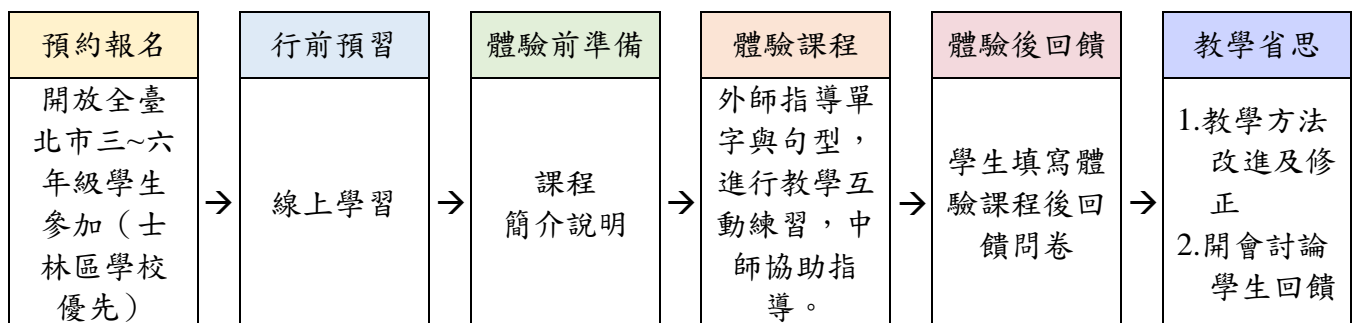 預約報名
開放全臺
北市三~六
年級學生
參加（士
林區學校
優先）
→
行前預習
線上學習
→
體驗前準備
課程
簡介說明
→
體驗課程
外師指導單
字與句型，
進行教學互
動練習，中
師協助指
導。
→
體驗後回饋
學生填寫體
驗課程後回
饋問卷
→
教學省思
1.教學方法
改進及修
正
2.開會討論
學生回饋